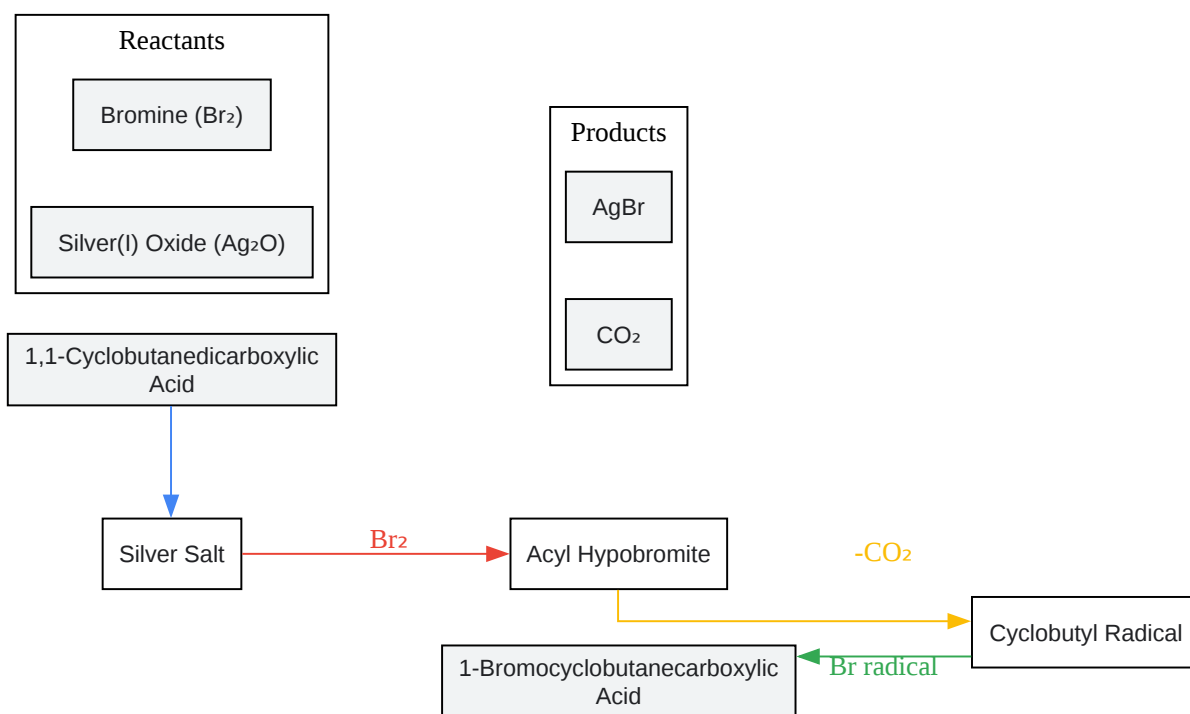 Reactants
Bromine (Br₂)
Silver(I) Oxide (Ag₂O)
Products
AgBr
CO₂
1,1-Cyclobutanedicarboxylic
Acid
Silver Salt
Br₂
Acyl Hypobromite
-CO₂
Cyclobutyl Radical
Br radical
1-Bromocyclobutanecarboxylic
Acid